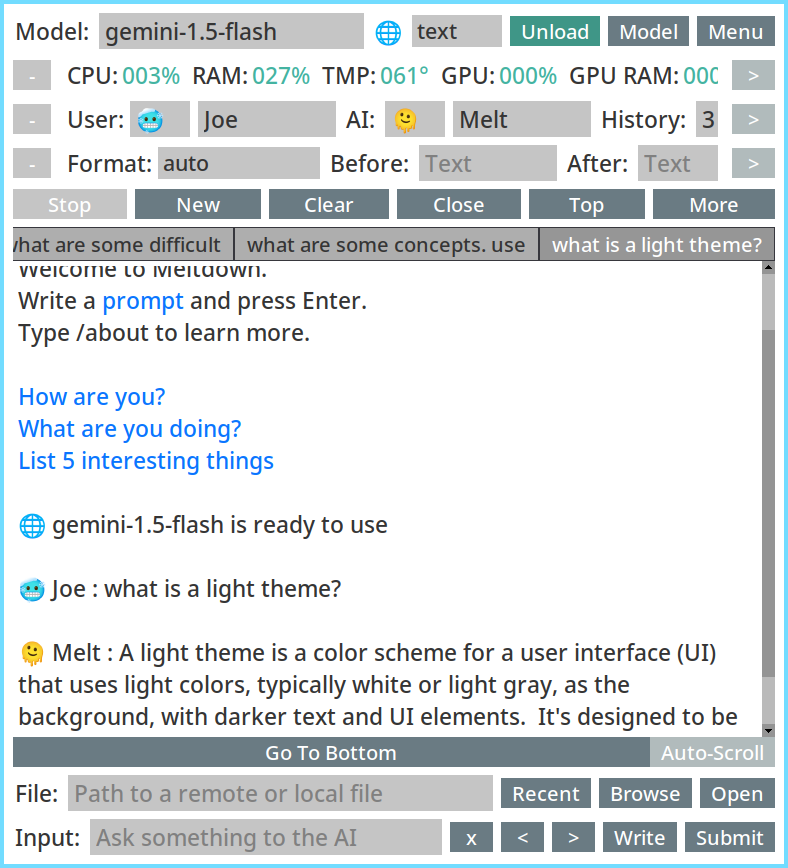 Model: gemini-1.5-flash text Unload Model Menu
- CPU: 003% RAM: 027% TMP: 061° GPU: 000% GPU RAM: 000 >
- User: Joe AI: Melt History: 3 >
- Format: auto Before: Text After: Text >
Stop New Clear Close Top More
what are some difficult what are some concepts. use what is a light theme?
Welcome to Meltdown.
Write a prompt and press Enter.
Type /about to learn more.
How are you?
What are you doing?
List 5 interesting things
gemini-1.5-flash is ready to use
Joe : what is a light theme?
Melt : A light theme is a color scheme for a user interface (UI)
that uses light colors, typically white or light gray, as the
background, with darker text and UI elements.  It's designed to be
Go To Bottom Auto-Scroll
File: Path to a remote or local file Recent Browse Open
Input: Ask something to the AI x < > Write Submit